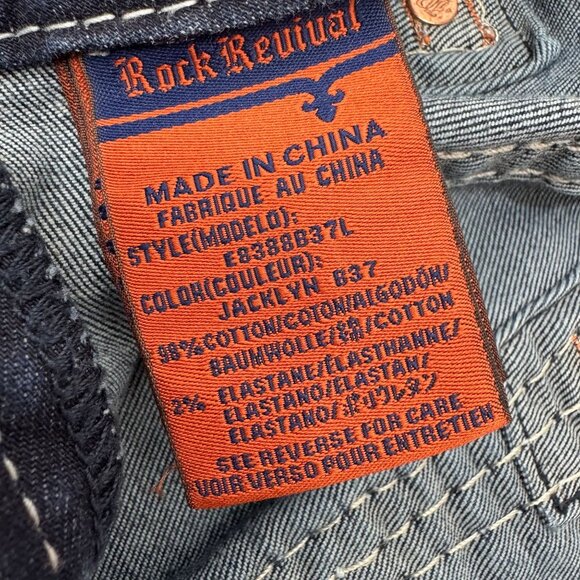 Rock Revival
MADE IN CHINA
FABRIQUE AU CHINA
STYLE(MODELO):
E8388B37L
COLOR(COULEUR):
JACKLYN B37
98%COTTON/COTON/ALGODÓN/
BAUMWOLLE/綿/COTTON
2% ELASTANE/ÉLASTHANNE/
ELASTANO/ELASTAN/
ELASTANO/ポリウレタン
SEE REVERSE FOR CARE
VOIR VERSO POUR ENTRETIEN